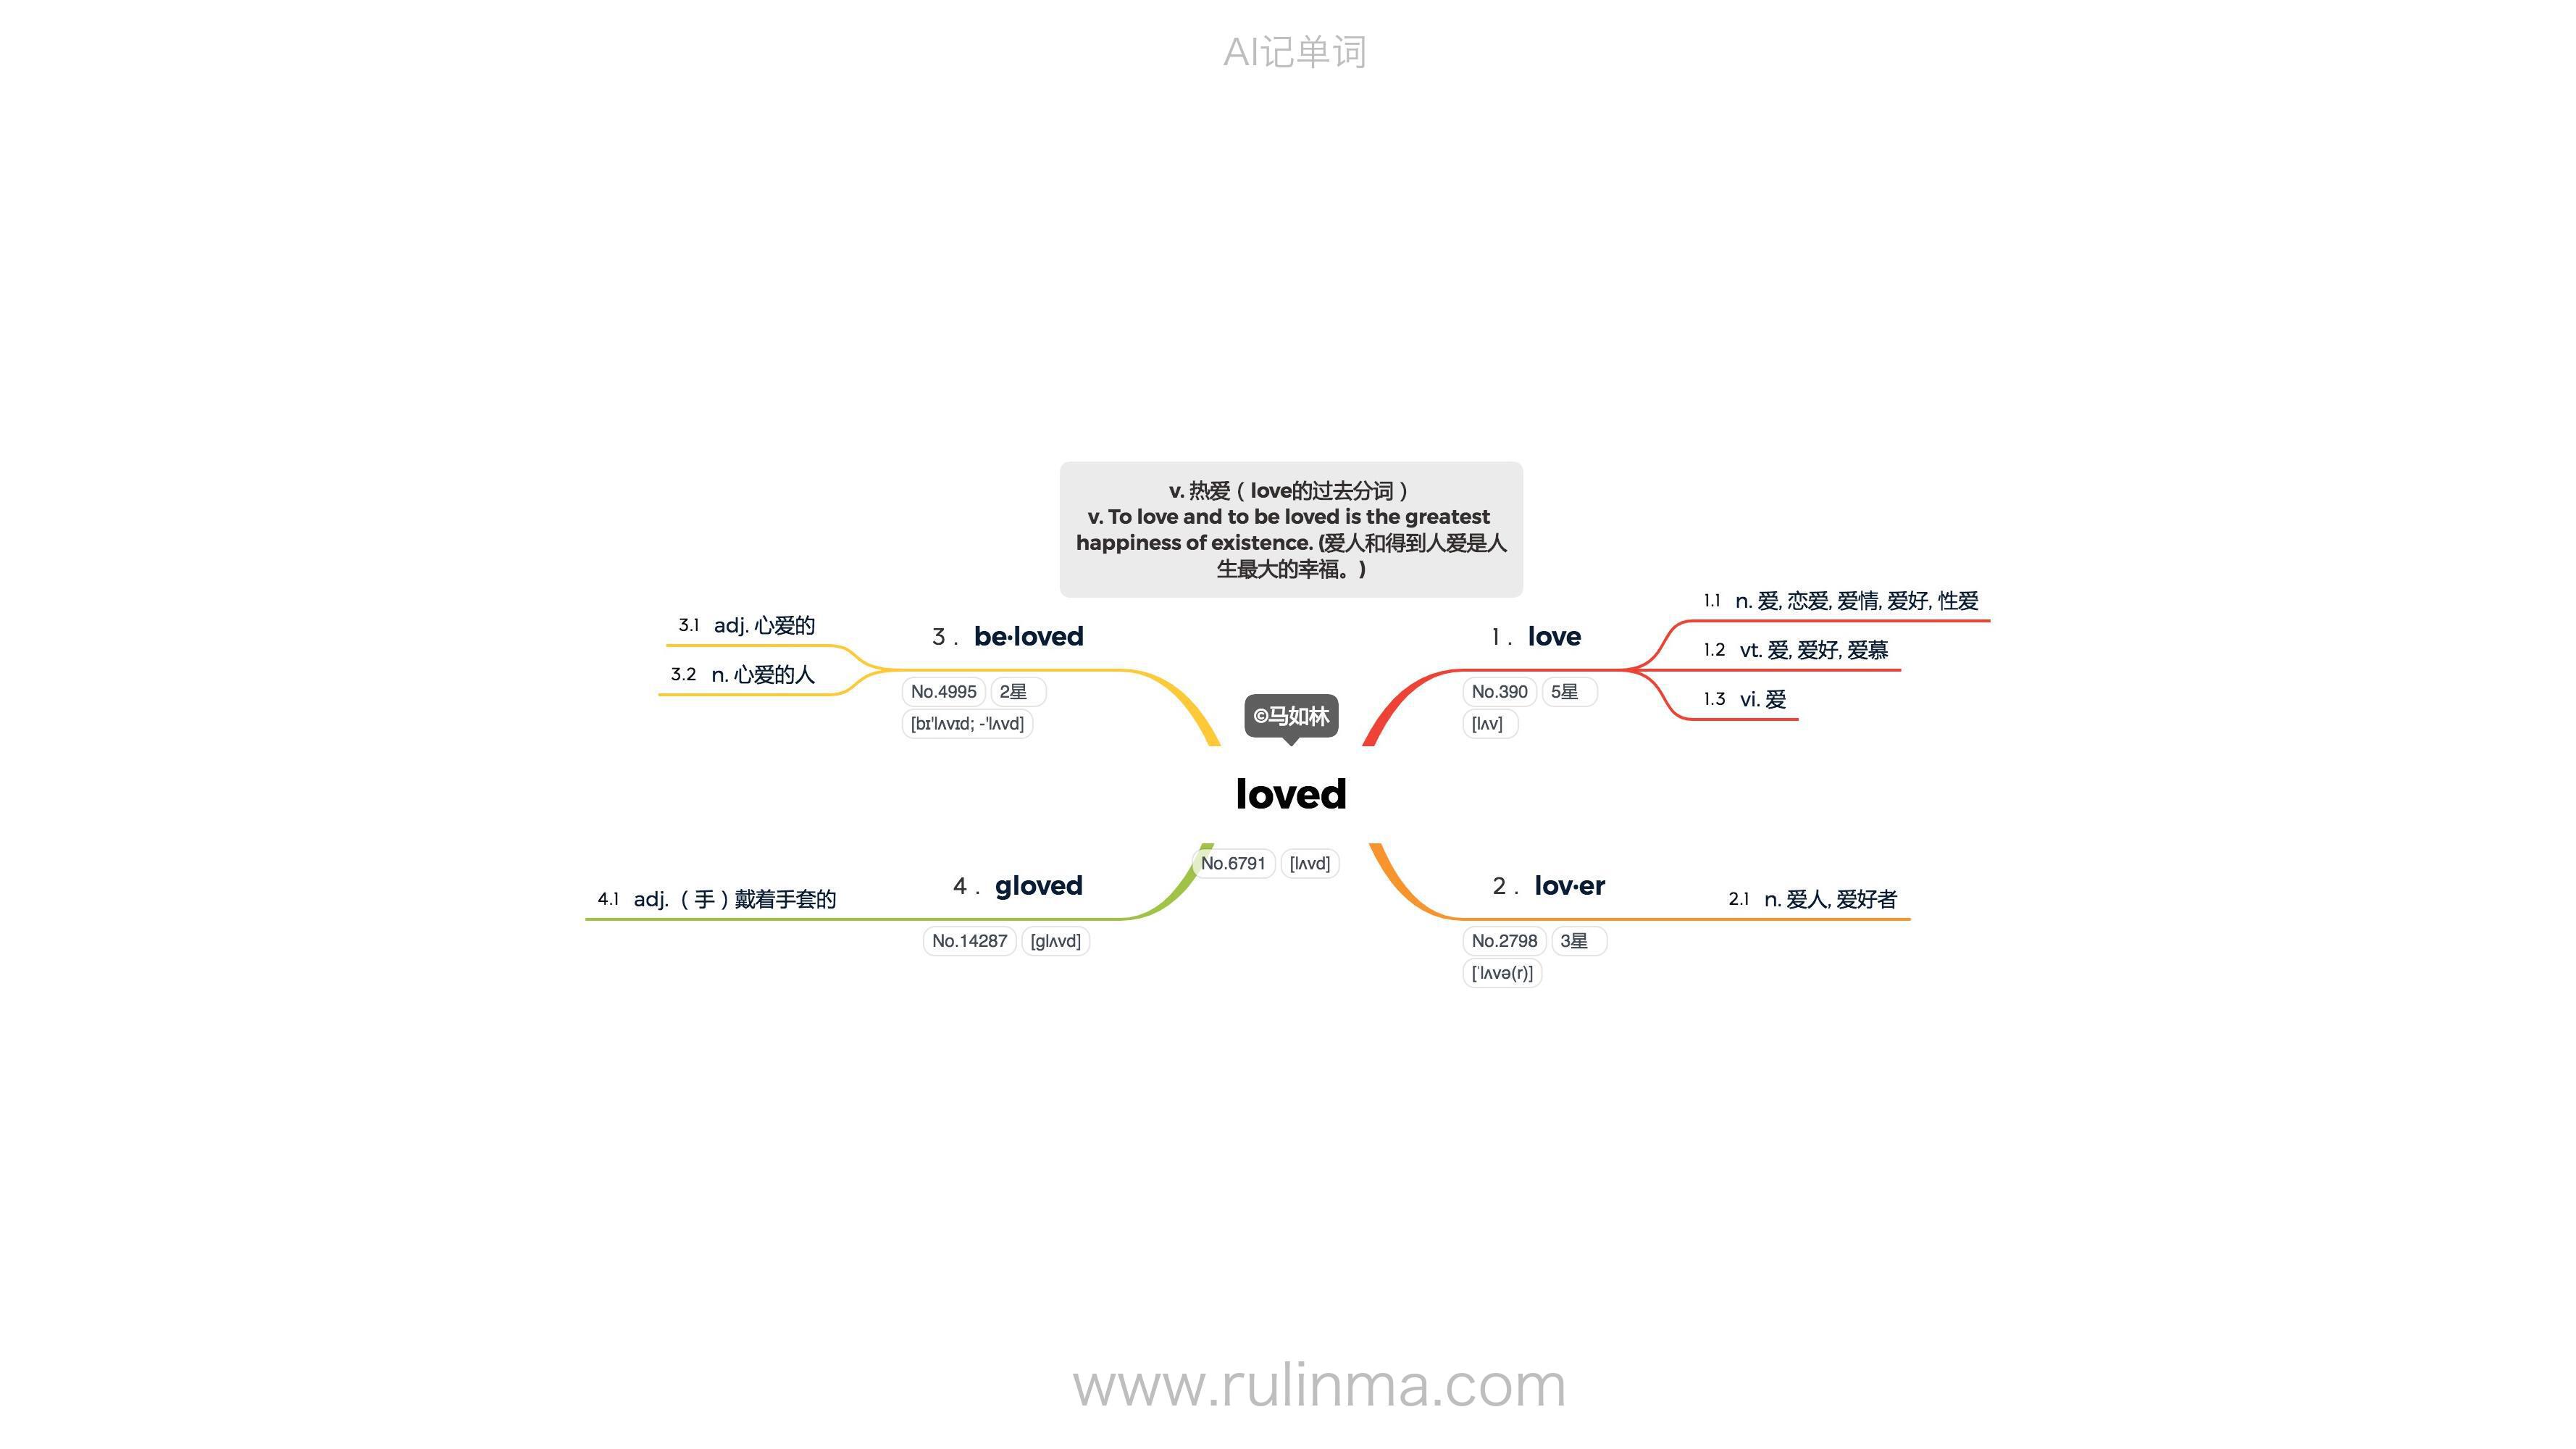 AI记单词
v. 热爱（love的过去分词）
v. To love and to be loved is the greatest
happiness of existence. (爱人和得到人爱是人
生最大的幸福。)
©马如林
loved
No.6791 [lʌvd]
1. love
No.390 5星
[lʌv]
1.1 n. 爱, 恋爱, 爱情, 爱好, 性爱
1.2 vt. 爱, 爱好, 爱慕
1.3 vi. 爱
2. lov·er
No.2798 3星
['lʌvə(r)]
2.1 n. 爱人, 爱好者
3. be·loved
No.4995 2星
[bɪ'lʌvɪd; -'lʌvd]
3.1 adj. 心爱的
3.2 n. 心爱的人
4. gloved
No.14287 [glʌvd]
4.1 adj.（手）戴着手套的
www.rulinma.com